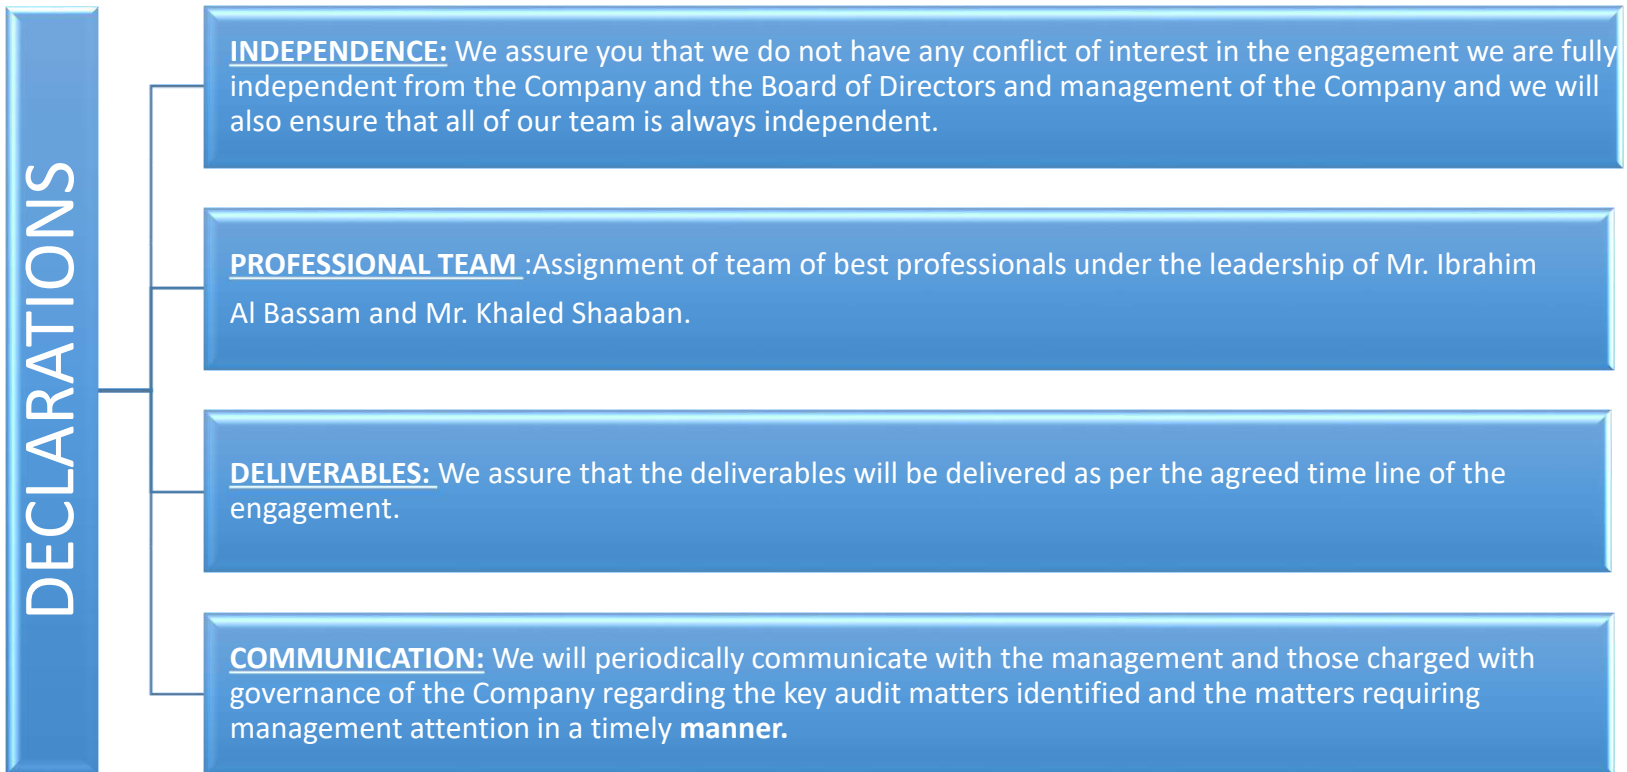 DECLARATIONS
INDEPENDENCE: We assure you that we do not have any conflict of interest in the engagement we are fully
independent from the Company and the Board of Directors and management of the Company and we will
also ensure that all of our team is always independent.
PROFESSIONAL TEAM :Assignment of team of best professionals under the leadership of Mr. Ibrahim
Al Bassam and Mr. Khaled Shaaban.
DELIVERABLES: We assure that the deliverables will be delivered as per the agreed time line of the
engagement.
COMMUNICATION: We will periodically communicate with the management and those charged with
governance of the Company regarding the key audit matters identified and the matters requiring
management attention in a timely manner.